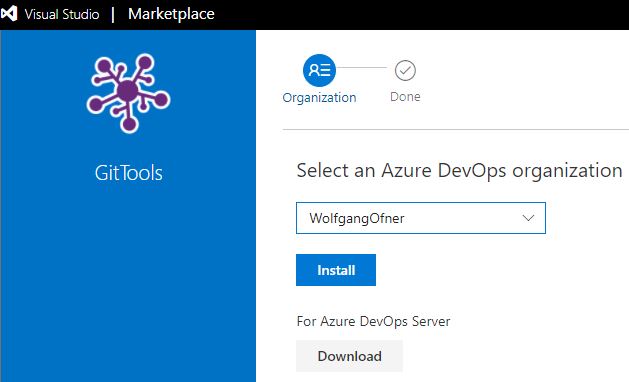 Visual Studio | Marketplace
GitTools
Organization
Done
Select an Azure DevOps organization
WolfgangOfner
Install
For Azure DevOps Server
Download